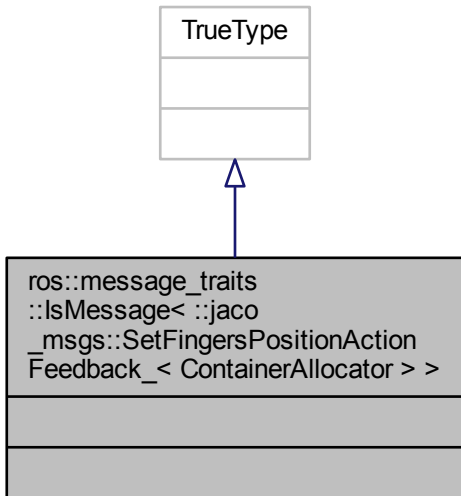 TrueType
ros::message_traits
::IsMessage< ::jaco
_msgs::SetFingersPositionAction
Feedback_< ContainerAllocator > >